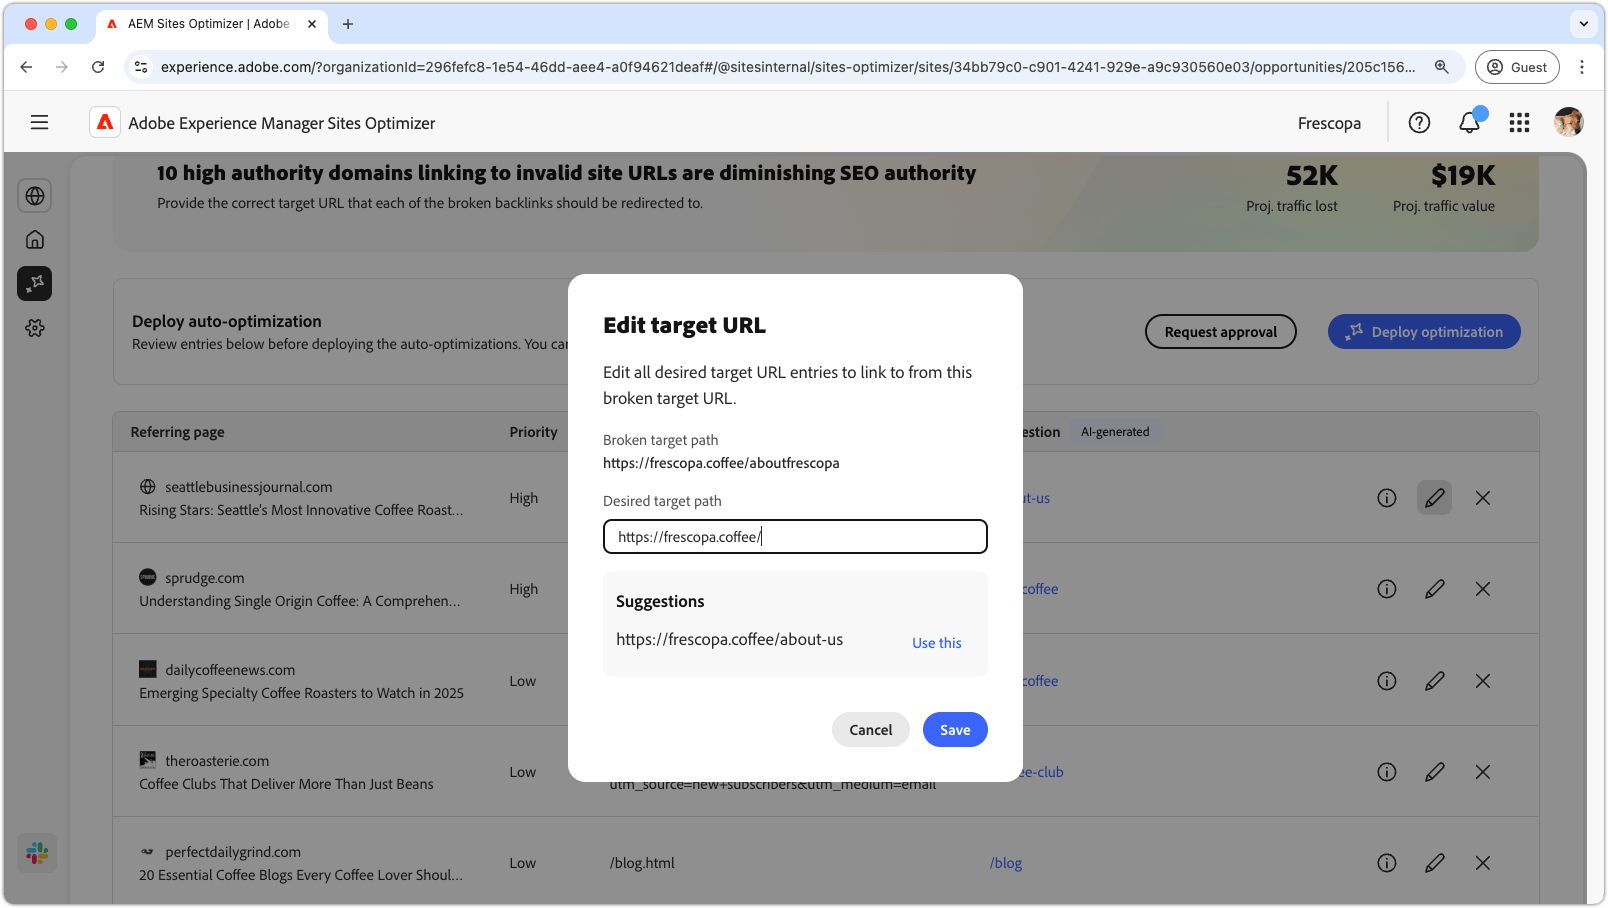 AEM Sites Optimizer | Adobe
experience.adobe.com/?organizationId=296fefc8-1e54-46dd-aee4-a0f94621deaf#/@sitesinternal/sites-optimizer/sites/34bb79c0-c901-4241-929e-a9c930560e03/opportunities/205c156...
Guest
Adobe Experience Manager Sites Optimizer
Frescopa
10 high authority domains linking to invalid site URLs are diminishing SEO authority
Provide the correct target URL that each of the broken backlinks should be redirected to.
52K
Proj. traffic lost
$19K
Proj. traffic value
Deploy auto-optimization
Review entries below before deploying the auto-optimizations. You can
Request approval
Deploy optimization
Edit target URL
Edit all desired target URL entries to link to from this
broken target URL.
Broken target path
https://frescopa.coffee/aboutfrescopa
Desired target path
https://frescopa.coffee/
Suggestions
https://frescopa.coffee/about-us
Use this
Cancel
Save
Referring page
Priority
estion
AI-generated
seattlebusinessjournal.com
Rising Stars: Seattle's Most Innovative Coffee Roast...
High
ut-us
sprudge.com
Understanding Single Origin Coffee: A Comprehen...
High
coffee
dailycoffeenews.com
Emerging Specialty Coffee Roasters to Watch in 2025
Low
coffee
theroasterie.com
Coffee Clubs That Deliver More Than Just Beans
Low
utm_source=new+subscribers&utm_medium=email
ee-club
perfectdailygrind.com
20 Essential Coffee Blogs Every Coffee Lover Shoul...
Low
/blog.html
/blog